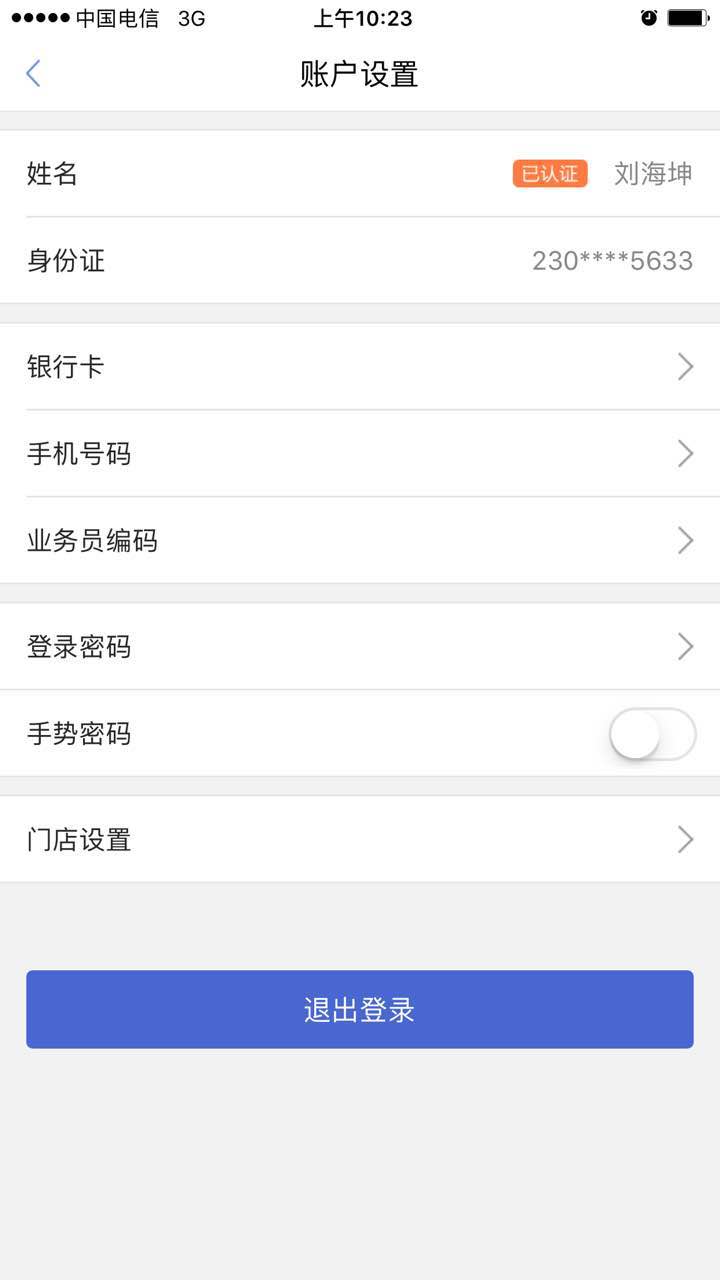 中国电信 3G 上午10:23
账户设置
姓名 已认证 刘海坤
身份证 230****5633
银行卡
手机号码
业务员编码
登录密码
手势密码
门店设置
退出登录